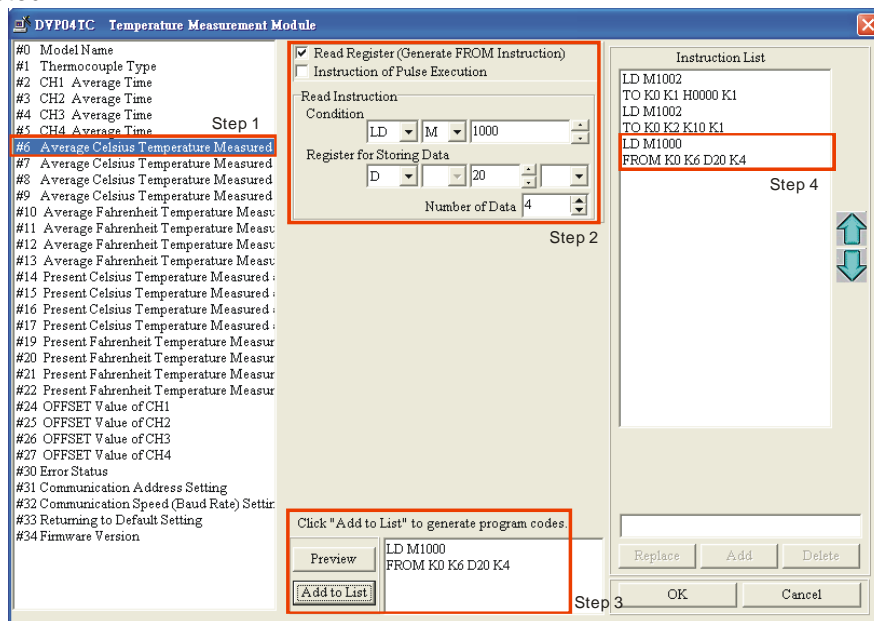 DVP04TC Temperature Measurement Module
#0 Model Name
#1 Thermocouple Type
#2 CH1 Average Time
#3 CH2 Average Time
#4 CH3 Average Time
#5 CH4 Average Time
Step 1
#6 Average Celsius Temperature Measured
#7 Average Celsius Temperature Measured
#8 Average Celsius Temperature Measured
#9 Average Celsius Temperature Measured
#10 Average Fahrenheit Temperature Measu
#11 Average Fahrenheit Temperature Measu
#12 Average Fahrenheit Temperature Measu
#13 Average Fahrenheit Temperature Measu
#14 Present Celsius Temperature Measured
#15 Present Celsius Temperature Measured
#16 Present Celsius Temperature Measured
#17 Present Celsius Temperature Measured
#19 Present Fahrenheit Temperature Measur
#20 Present Fahrenheit Temperature Measur
#21 Present Fahrenheit Temperature Measur
#22 Present Fahrenheit Temperature Measur
#24 OFFSET Value of CH1
#25 OFFSET Value of CH2
#26 OFFSET Value of CH3
#27 OFFSET Value of CH4
#30 Error Status
#31 Communication Address Setting
#32 Communication Speed (Baud Rate) Settin
#33 Returning to Default Setting
#34 Firmware Version
Read Register (Generate FROM Instruction)
Instruction of Pulse Execution
Read Instruction
Condition
LD M 1000
Register for Storing Data
D 20
Number of Data 4
Step 2
Click "Add to List" to generate program codes.
Preview
Add to List
LD M1000
FROM K0 K6 D20 K4
Step 3
Instruction List
LD M1002
TO K0 K1 H0000 K1
LD M1002
TO K0 K2 K10 K1
LD M1000
FROM K0 K6 D20 K4
Step 4
Replace Add Delete
OK Cancel